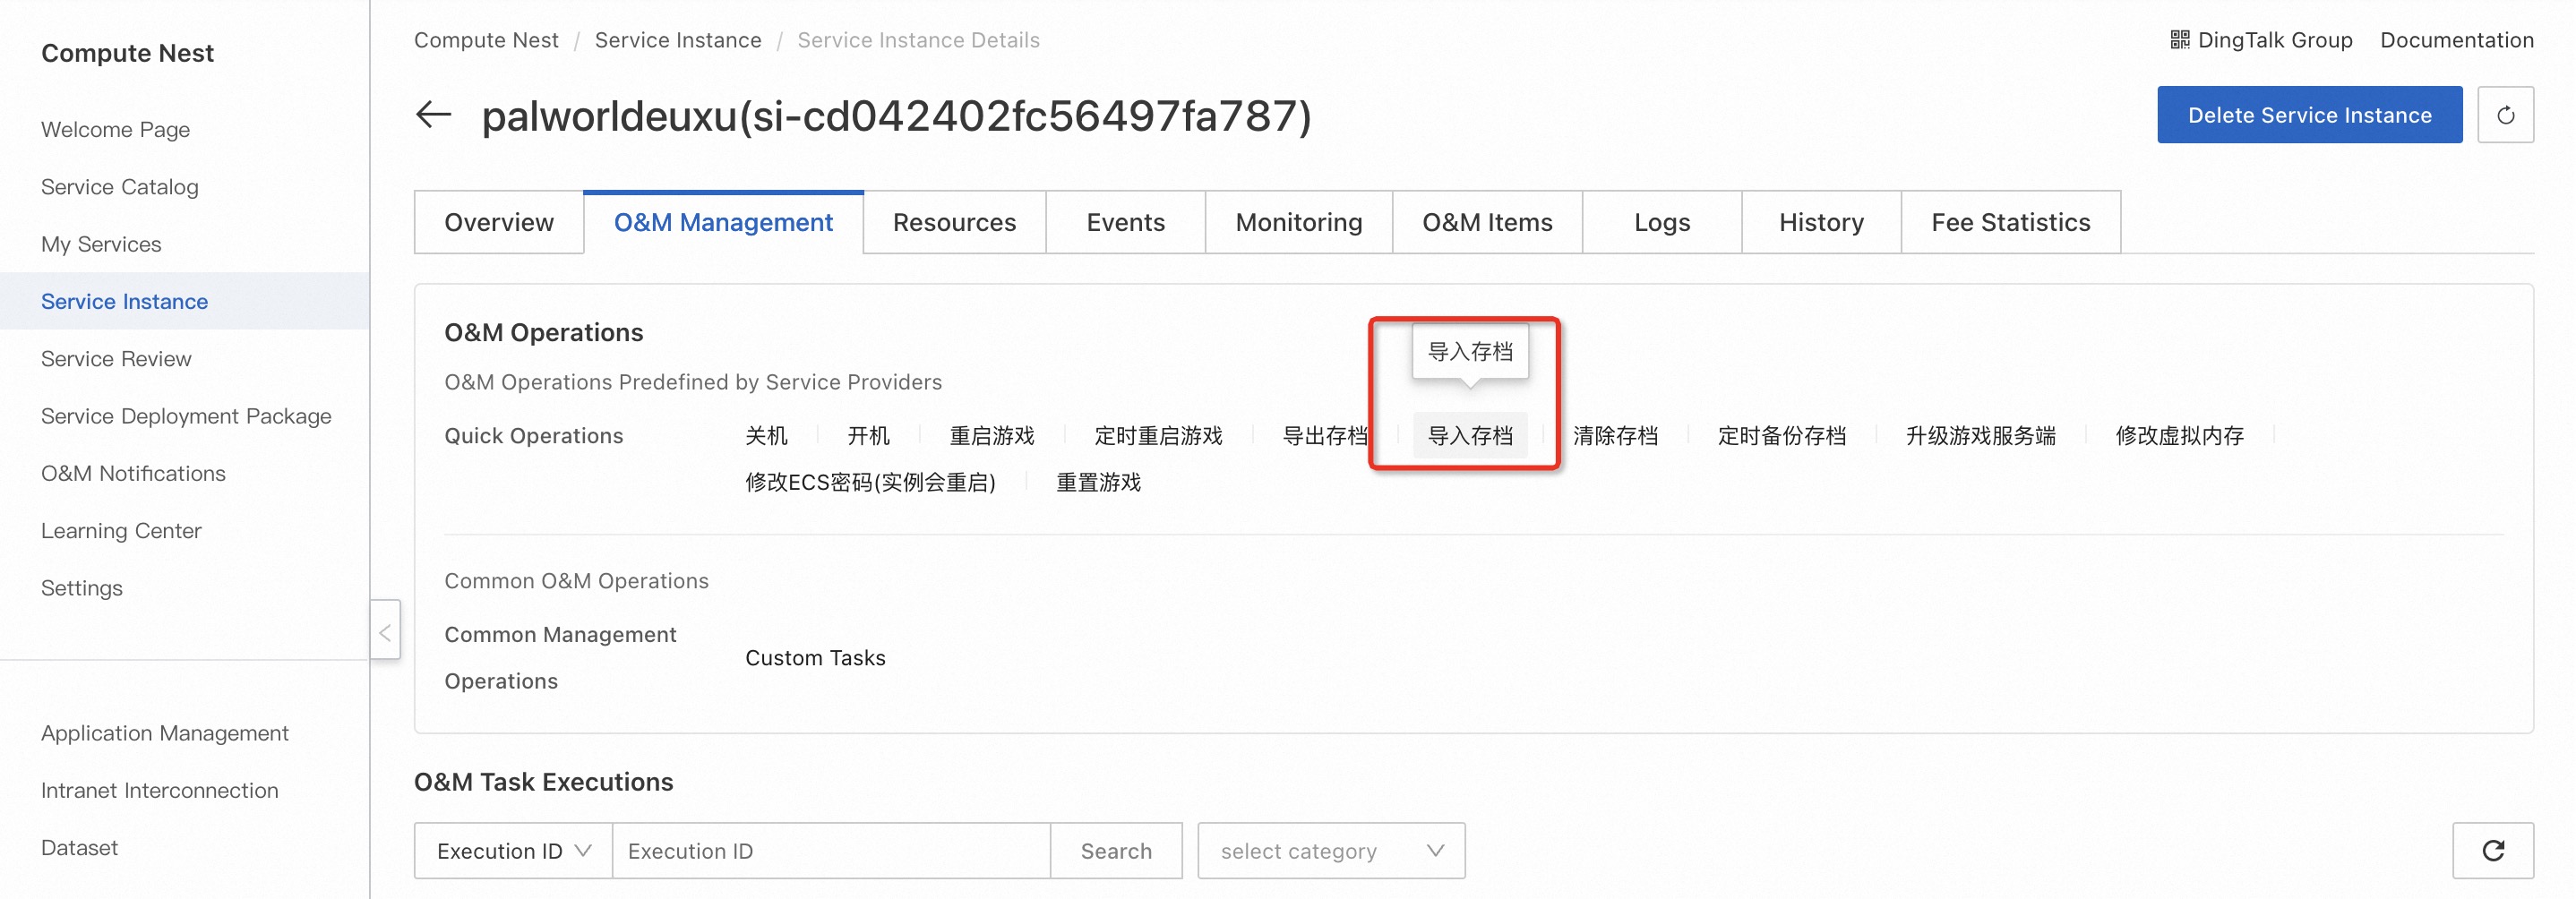 Compute Nest
Welcome Page
Service Catalog
My Services
Service Instance
Service Review
Service Deployment Package
O&M Notifications
Learning Center
Settings
Application Management
Intranet Interconnection
Dataset
Compute Nest / Service Instance / Service Instance Details
DingTalk Group Documentation
palworldeuxu(si-cd042402fc56497fa787)
Delete Service Instance
Overview O&M Management Resources Events Monitoring O&M Items Logs History Fee Statistics
O&M Operations
导入存档
O&M Operations Predefined by Service Providers
Quick Operations 关机 开机 重启游戏 定时重启游戏 导出存档 导入存档 清除存档 定时备份存档 升级游戏服务端 修改虚拟内存
修改ECS密码(实例会重启) 重置游戏
Common O&M Operations
Common Management
Operations
Custom Tasks
O&M Task Executions
Execution ID Execution ID Search select category